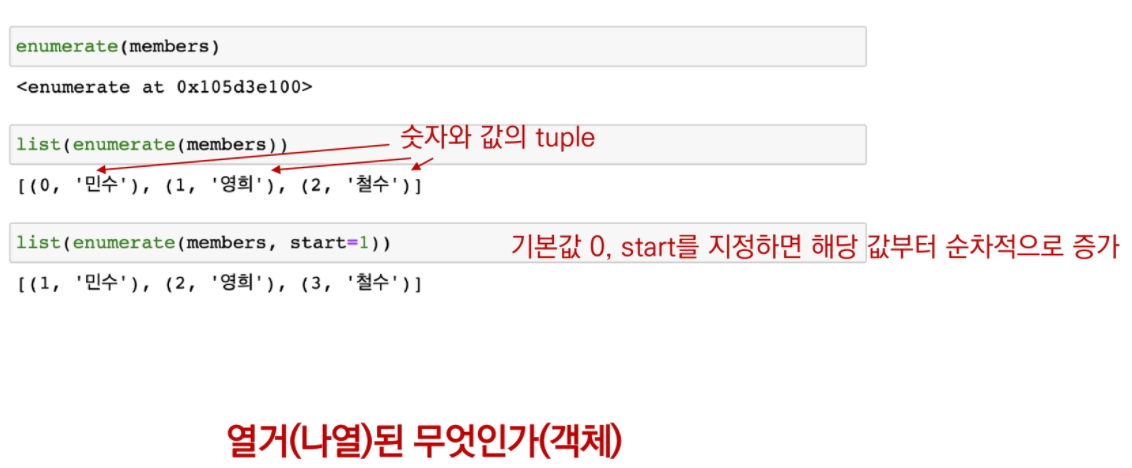 enumerate(members)
<enumerate at 0x105d3e100>
list(enumerate(members))
숫자와 값의 tuple
[(0, '민수'), (1, '영희'), (2, '철수')]
list(enumerate(members, start=1))
기본값 0, start를 지정하면 해당 값부터 순차적으로 증가
[(1, '민수'), (2, '영희'), (3, '철수')]
열거(나열)된 무엇인가(객체)